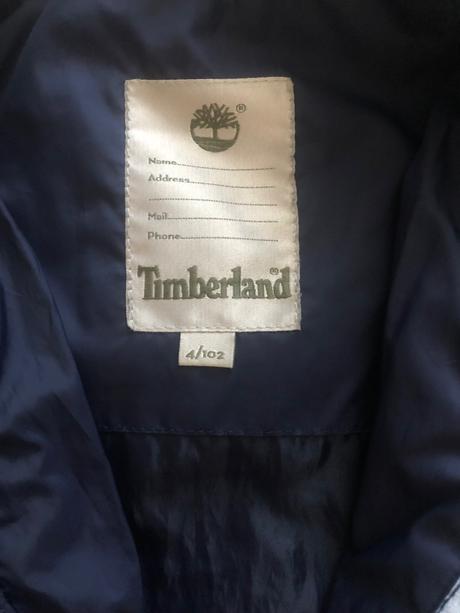 ®
Name
Address
Mail
Phone
Timberland®
4/102